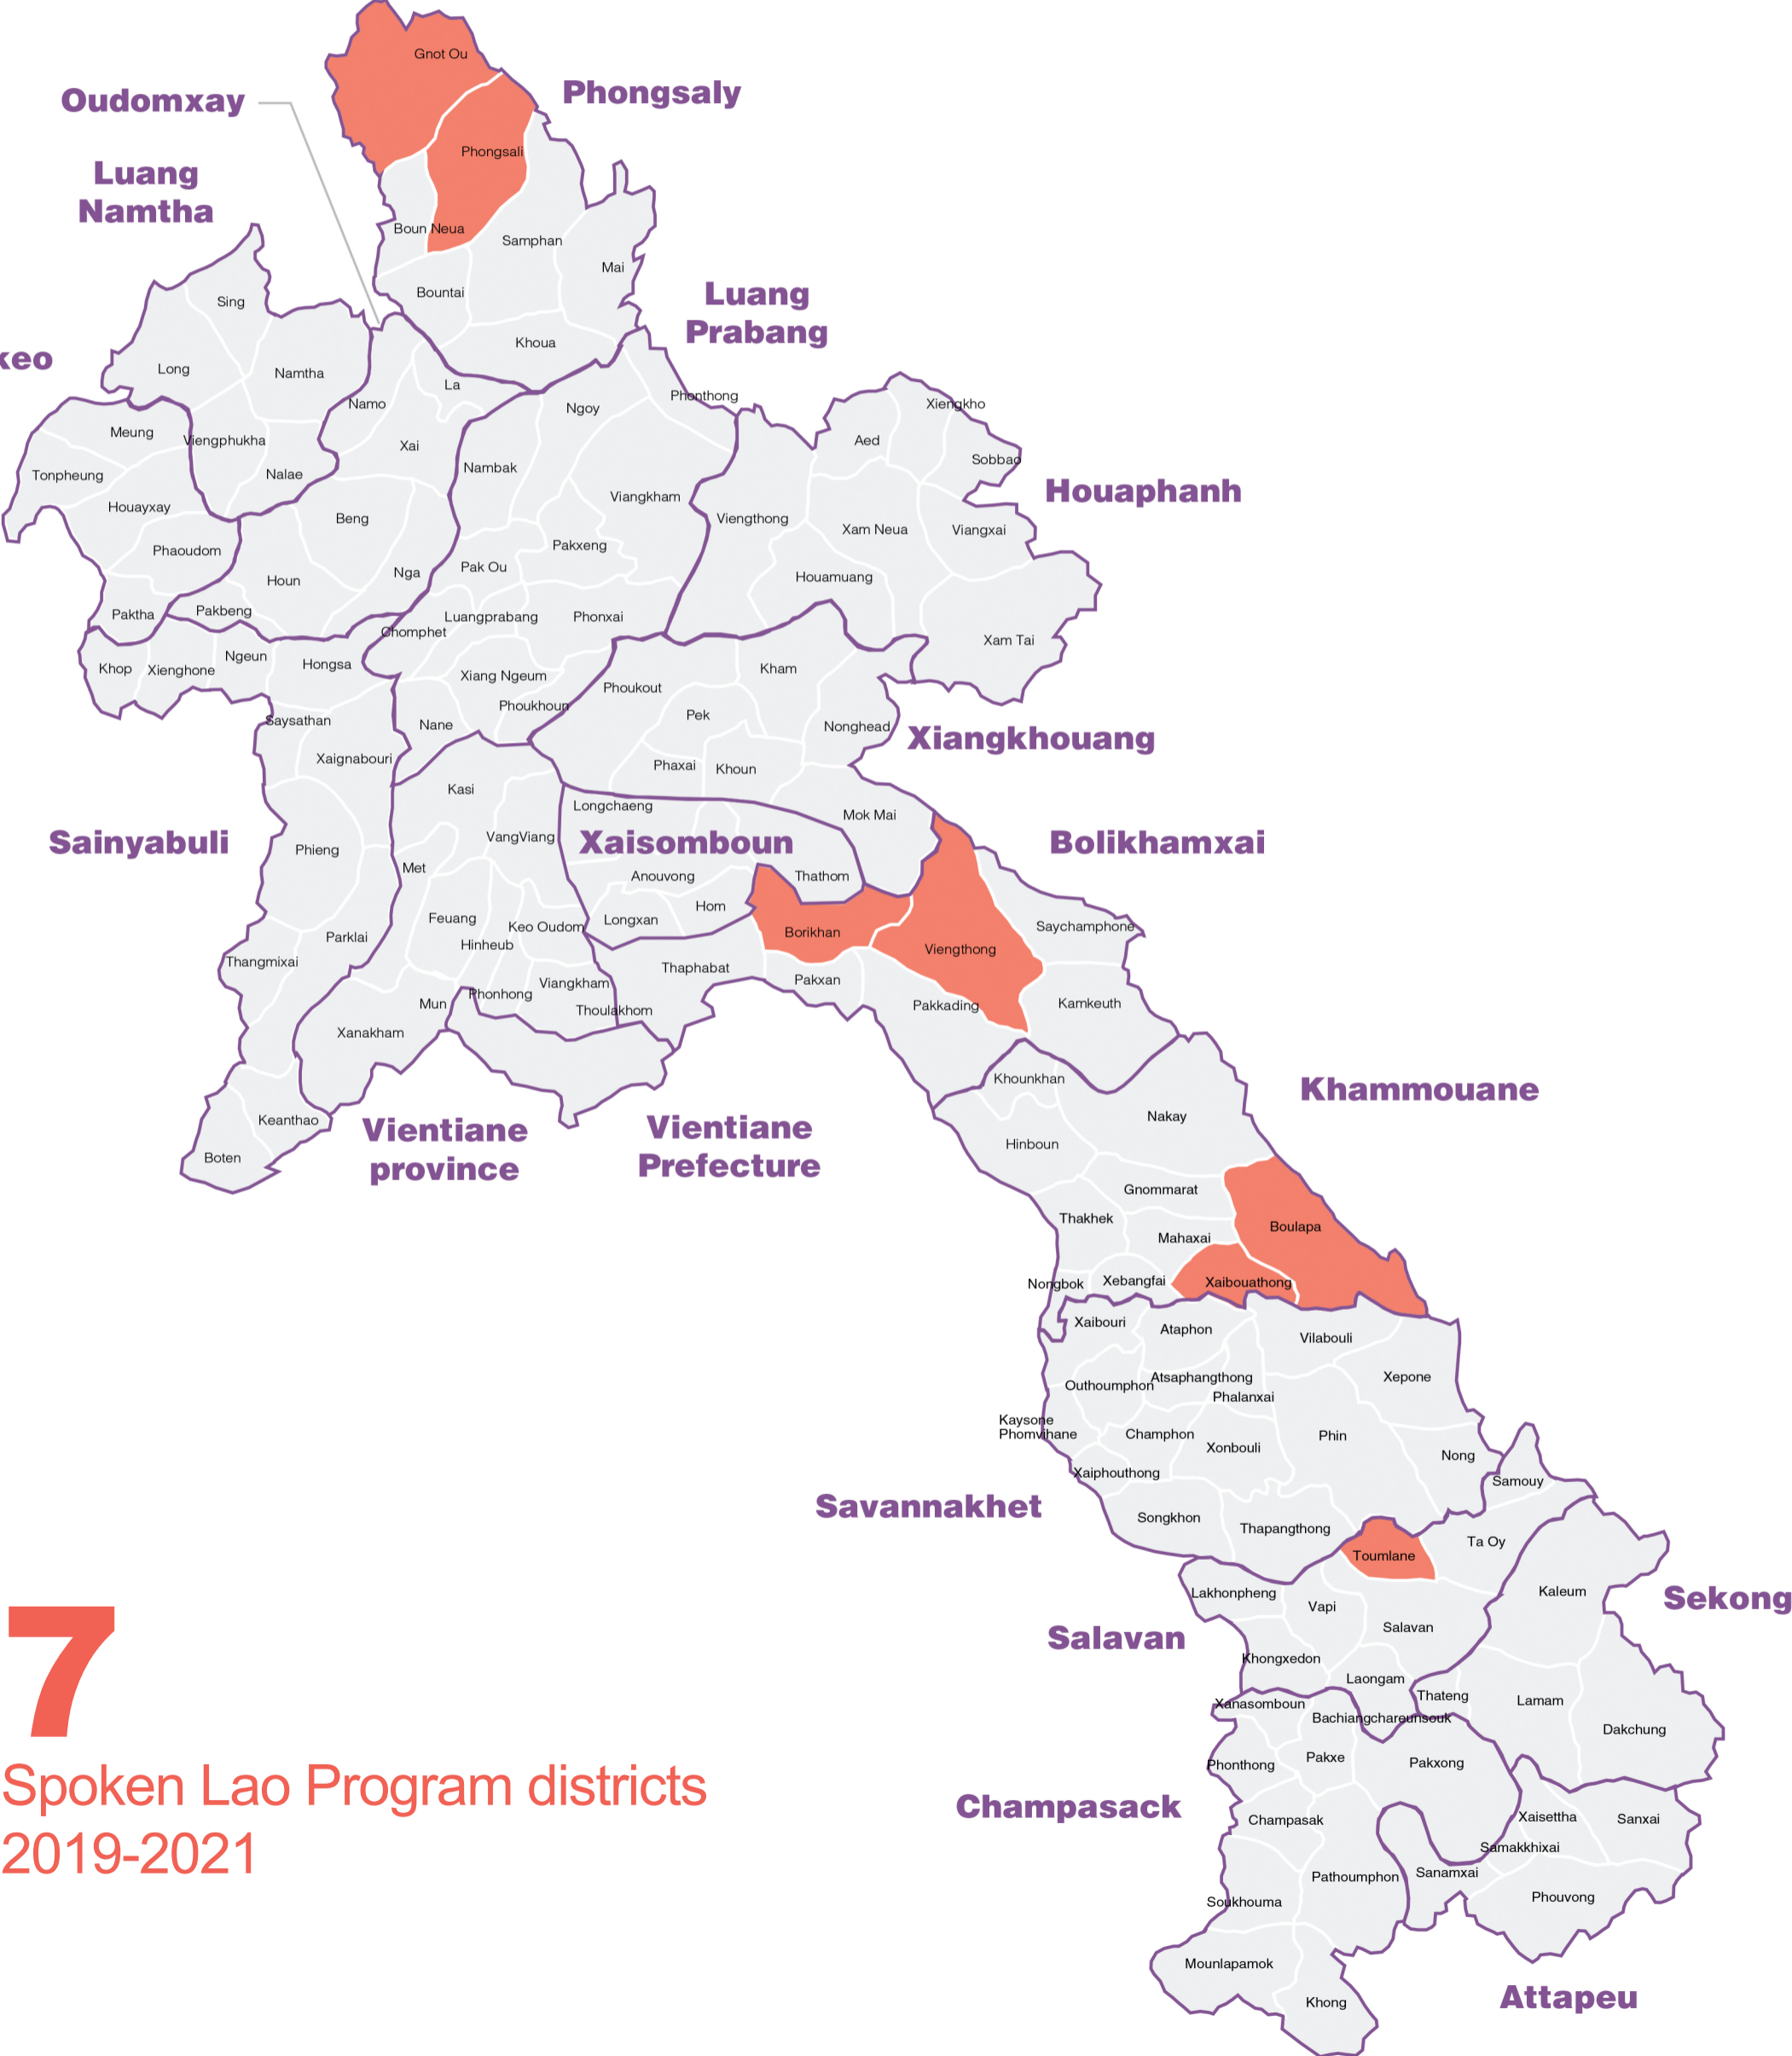 Gnot Ou
Phongsaly
Oudomxay
Phongsali
Luang
Namtha
Boun Neua
Samphan
Mai
Bountai
Luang
Prabang
Sing
Khoua
keo
Long
Namtha
La
Phonthong
Namo
Ngoy
Xiengkho
Meung
Viengphukha
Xai
Aed
Sobbao
Tonpheung
Nalae
Nambak
Houaphanh
Houayxay
Viangkham
Beng
Viengthong
Xam Neua
Viangxai
Phaoudom
Pakxeng
Houn
Nga
Pak Ou
Houamuang
Paktha
Pakbeng
Luangprabang
Phonxai
Chomphet
Xam Tai
Khop
Xienghone
Ngeun
Hongsa
Xiang Ngeum
Kham
Phoukout
Phoukhoun
Saysathan
Nane
Pek
Nonghead
Xiangkhouang
Xaignabouri
Phaxai
Khoun
Kasi
Longchaeng
Mok Mai
Sainyabuli
Phieng
VangViang
Xaisomboun
Bolikhamxai
Met
Anouvong
Thathom
Feuang
Hom
Longxan
Keo Oudom
Borikhan
Saychamphone
Parklai
Hinheub
Viengthong
Thangmixai
Thaphabat
Pakxan
Viangkham
Phonhong
Mun
Thoulakhom
Pakkading
Kamkeuth
Xanakham
Khounkhan
Khammouane
Keanthao
Nakay
Vientiane
province
Vientiane
Prefecture
Hinboun
Boten
Gnommarat
Thakhek
Boulapa
Mahaxai
Nongbok
Xebangfai
Xaibouathong
Xaibouri
Ataphon
Vilabouli
Outhoumphon
Atsaphangthong
Xepone
Phalanxai
Kaysone
Phomvihane
Champhon
Phin
Xonbouli
Nong
Xaiphouthong
Samouy
Savannakhet
Songkhon
Thapangthong
Ta Oy
Toumlane
Lakhonpheng
Kaleum
Sekong
Vapi
Salavan
Salavan
Khongxedon
Laongam
Thateng
Lamam
Xanasomboun
Bachiangchareunsouk
Dakchung
Phonthong
Pakxe
Pakxong
Champasack
Champasak
Xaisettha
Sanxai
Samakkhixai
Pathoumphon
Sanamxai
Phouvong
Soukhouma
Mounlapamok
Khong
Attapeu
7
Spoken Lao Program districts
2019-2021